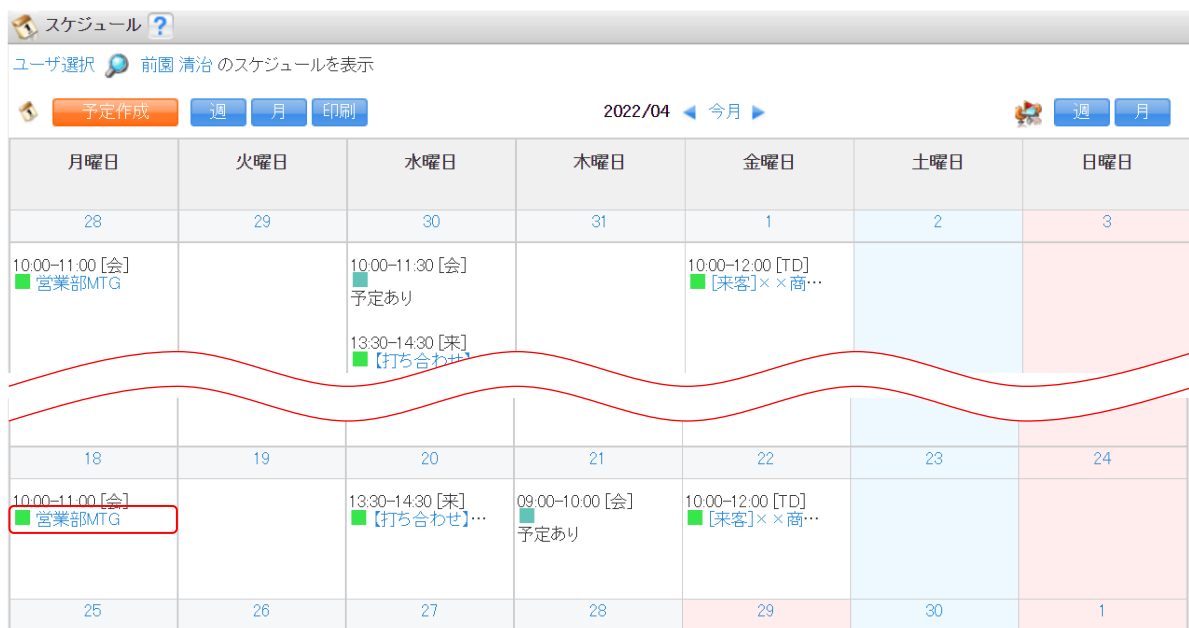 スケジュール ?
ユーザ選択 前園 清治 のスケジュールを表示
予定作成 週 月 印刷 2022/04 今月 週 月
月曜日 火曜日 水曜日 木曜日 金曜日 土曜日 日曜日
28 29 30 31 1 2 3
10:00-11:00 [会] 10:00-11:30 [会] 10:00-12:00 [TD]
営業部MTG [来客]××商…
予定あり
13:30-14:30 [来]
【打ち合わせ】
18 19 20 21 22 23 24
10:00-11:00 [会] 13:30-14:30 [来] 09:00-10:00 [会] 10:00-12:00 [TD]
営業部MTG 【打ち合わせ】… [来客]××商…
予定あり
25 26 27 28 29 30 1